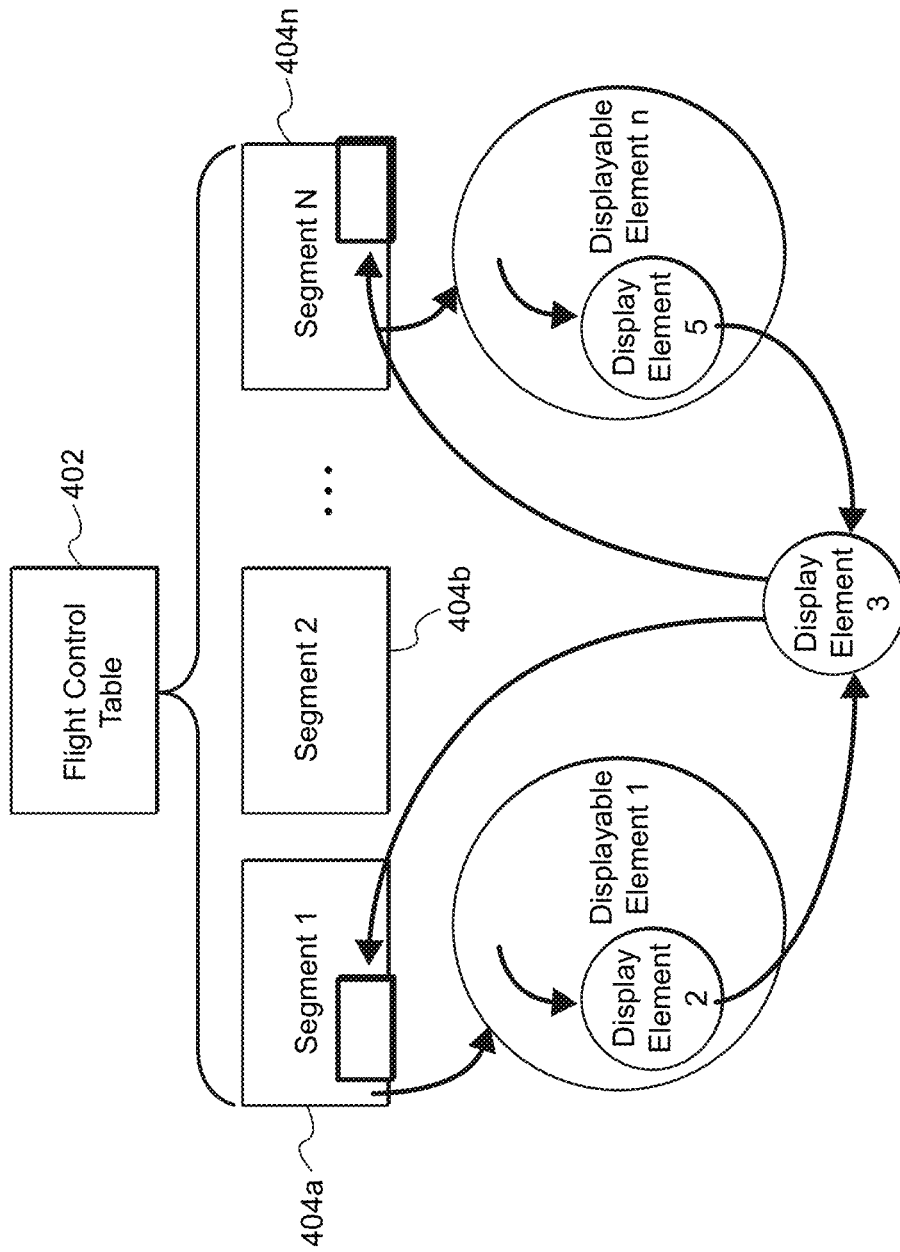 402
Flight Control
Table
404a
Segment 1
Segment 2
404b
...
Segment N
404n
Displayable
Element 1
Display
Element
2
Displayable
Element n
Display
Element
5
Display
Element
3